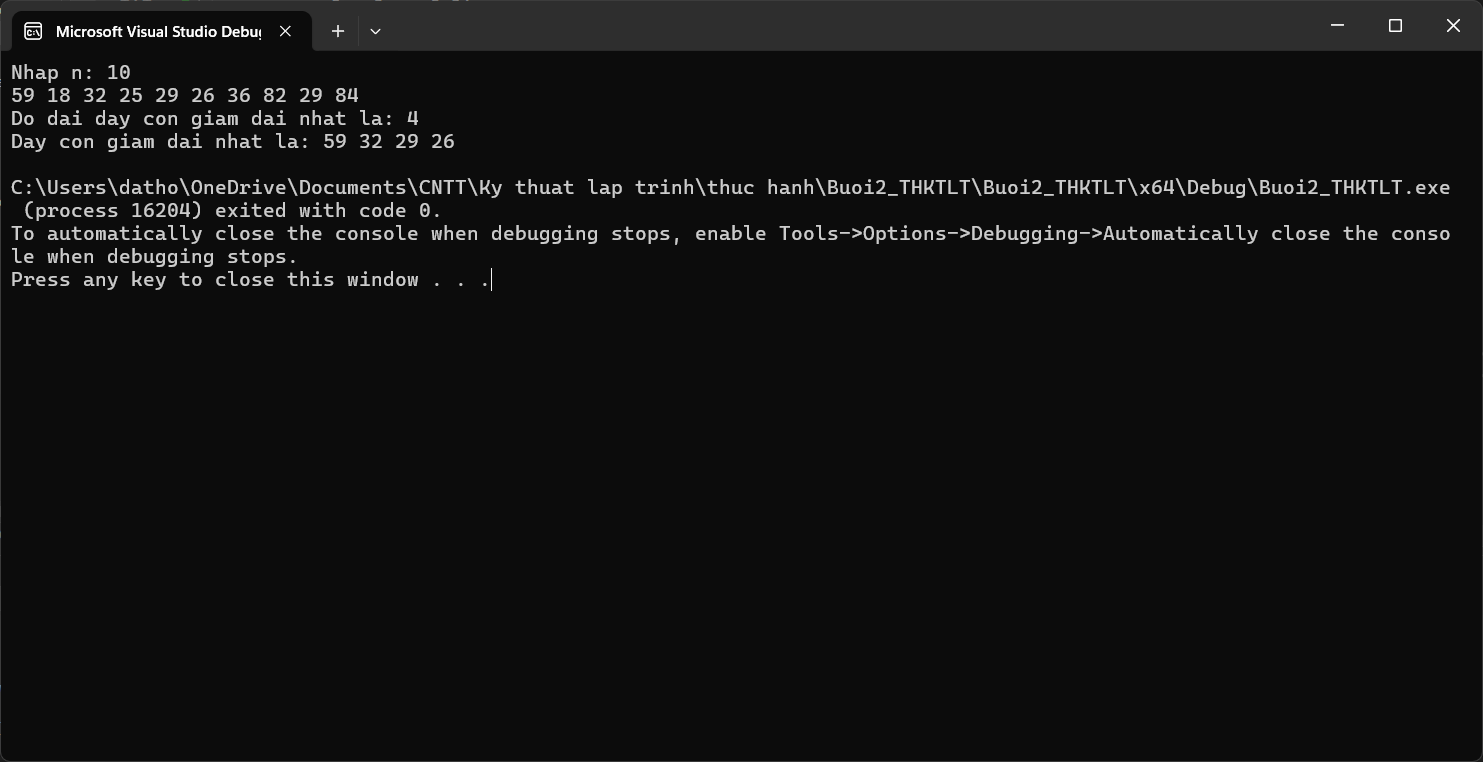 Microsoft Visual Studio Debug
Nhap n: 10
59 18 32 25 29 26 36 82 29 84
Do dai day con giam dai nhat la: 4
Day con giam dai nhat la: 59 32 29 26
C:\Users\datho\OneDrive\Documents\CNTT\Ky thuat lap trinh\thuc hanh\Buoi2_THKTLT\Buoi2_THKTLT\x64\Debug\Buoi2_THKTLT.exe
(process 16204) exited with code 0.
To automatically close the console when debugging stops, enable Tools->Options->Debugging->Automatically close the conso
le when debugging stops.
Press any key to close this window . . .